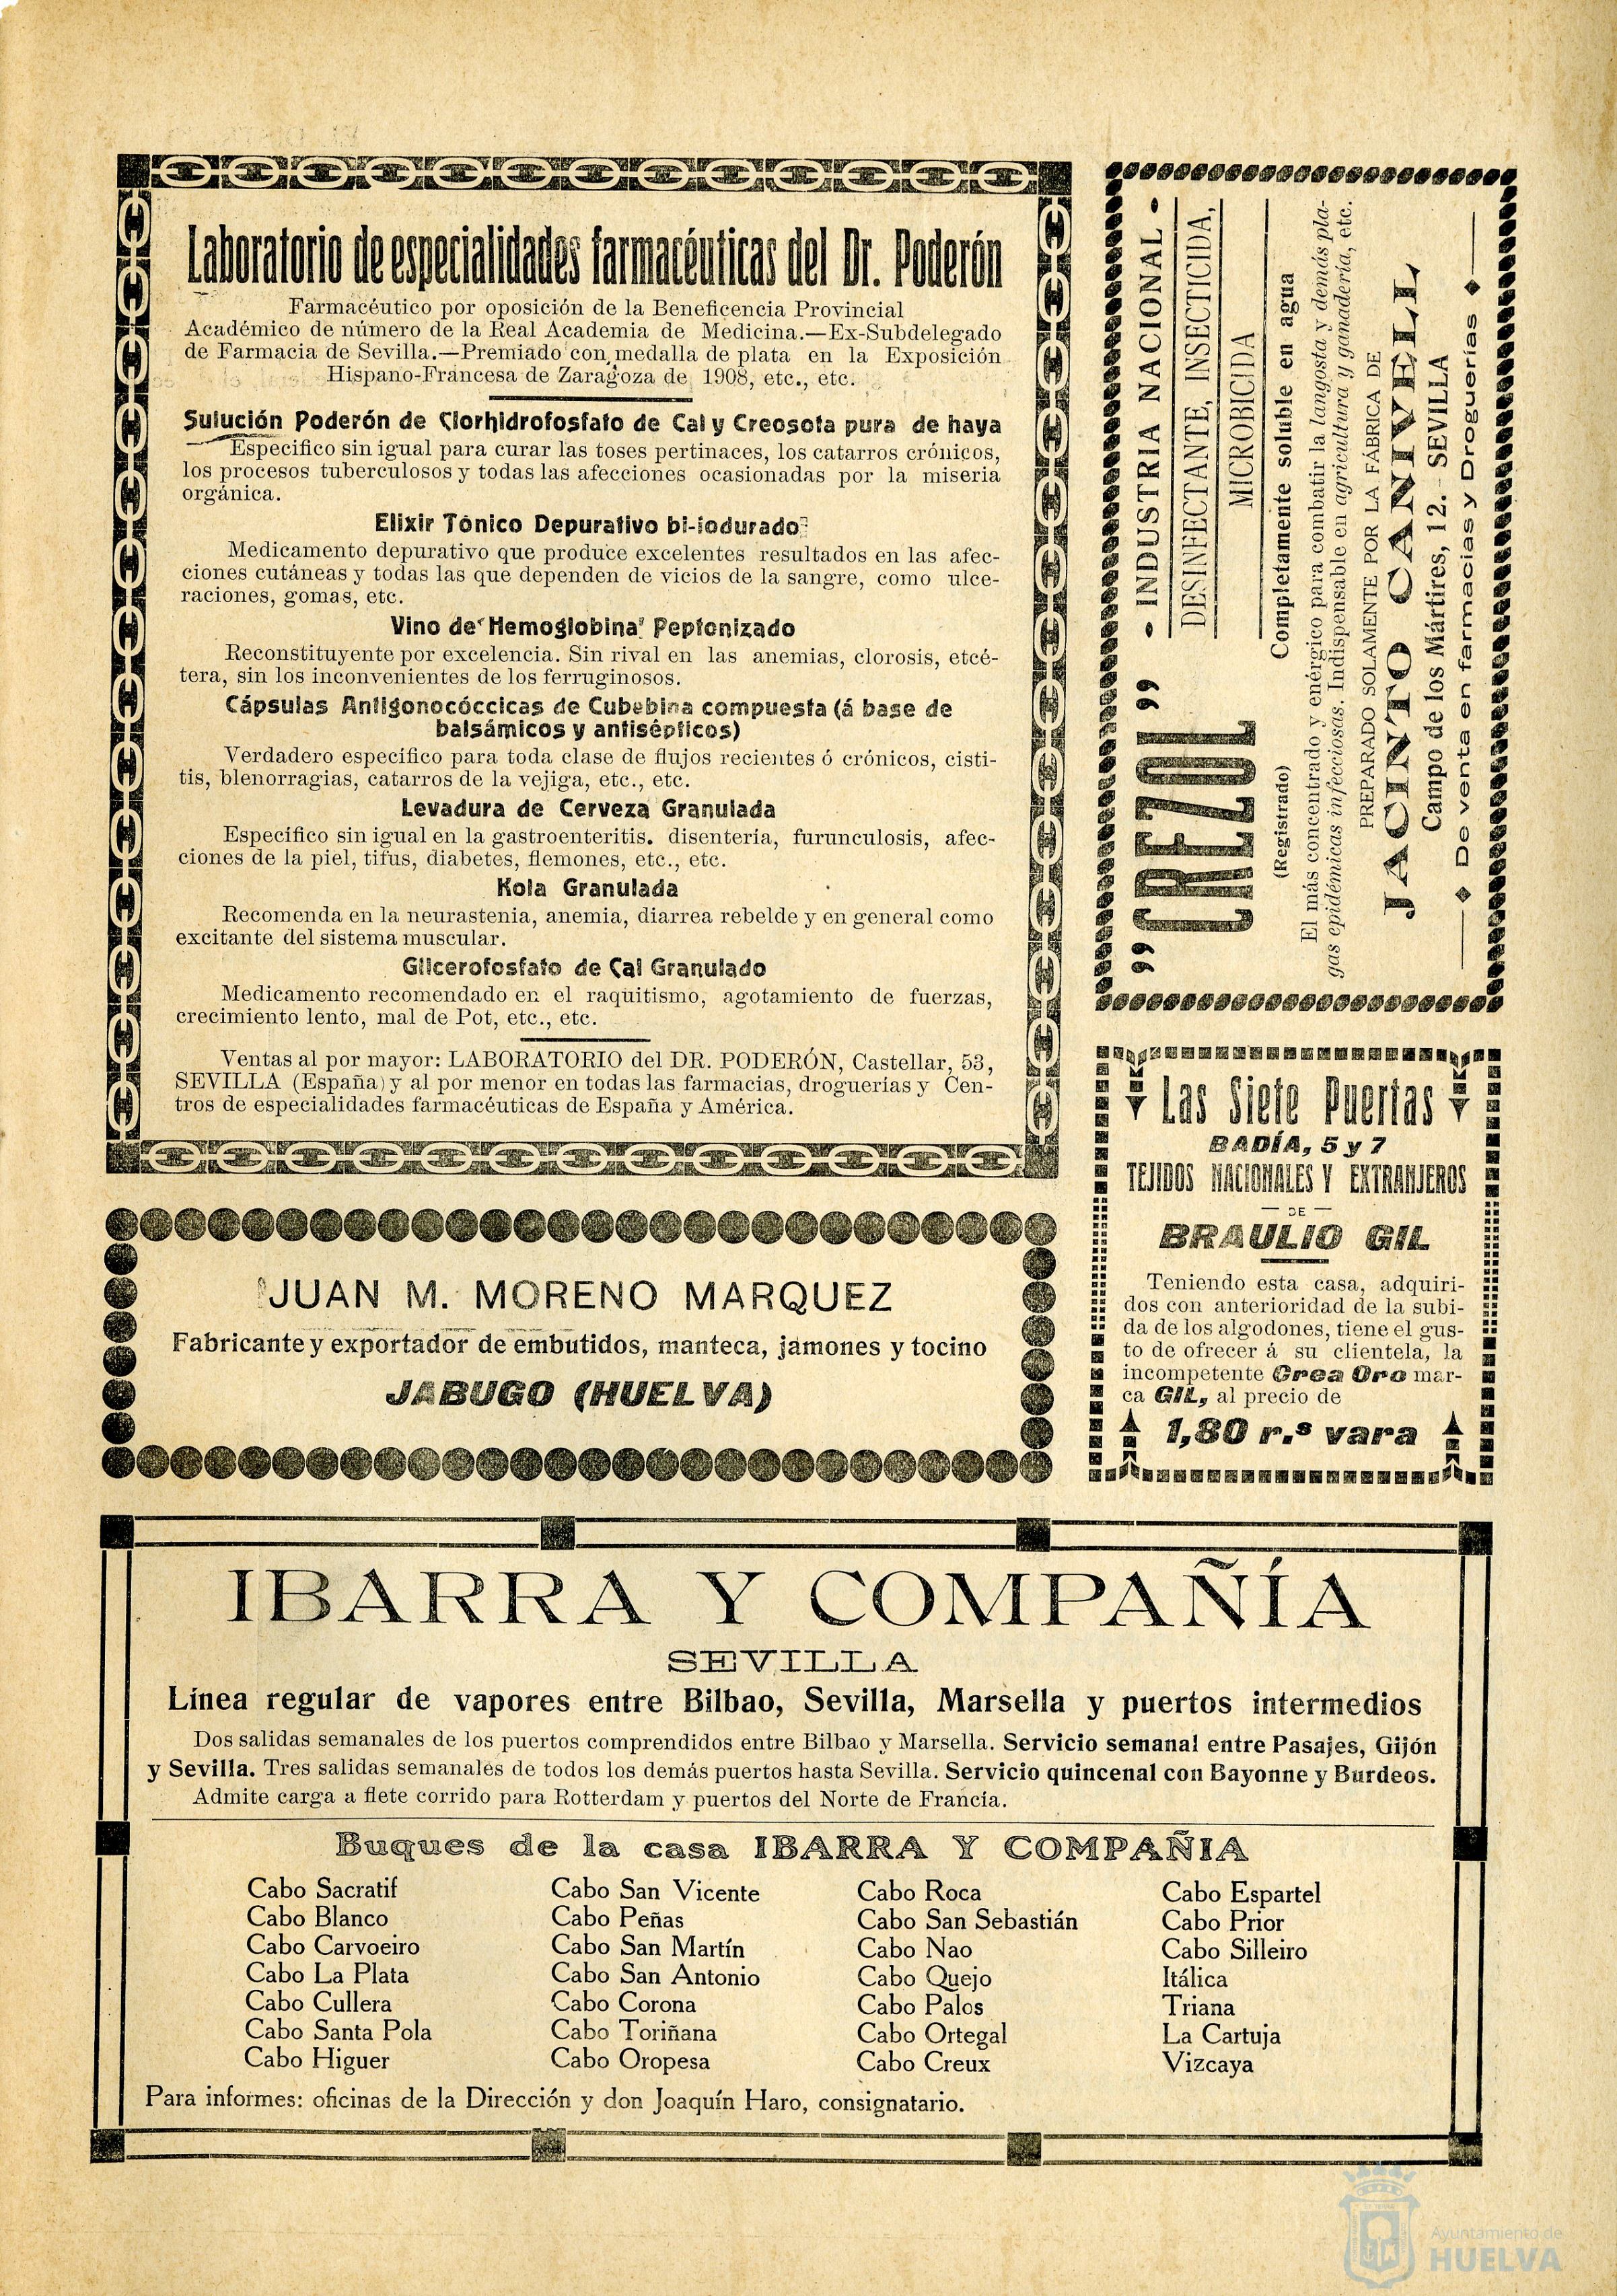 Laboratorio de especialidades farmacéuticas del Dr. Poderón
Farmacéutico por oposición de la Beneficencia Provincial
Académico de número de la Real Academia de Medicina.—Ex-Subdelegado
de Farmacia de Sevilla.—Premiado con medalla de plata en la Exposición
Hispano-Francesa de Zaragoza de 1908, etc., etc.
Sulución Poderón de Clorhidrofosfato de Cal y Creosota pura de haya
Especifico sin igual para curar las toses pertinaces, los catarros crónicos,
los procesos tuberculosos y todas las afecciones ocasionadas por la miseria
orgánica.
Elixir Tónico Depurativo bi-iodurado
Medicamento depurativo que produce excelentes resultados en las afec-
ciones cutáneas y todas las que dependen de vicios de la sangre, como ulce-
raciones, gomas, etc.
Vino de Hemoglobina Peptonizado
Reconstituyente por excelencia. Sin rival en las anemias, clorosis, etcé-
tera, sin los inconvenientes de los ferruginosos.
Cápsulas Antigonocóccicas de Cubebina compuesta (á base de
balsámicos y antisépticos)
Verdadero específico para toda clase de flujos recientes ó crónicos, cisti-
tis, blenorragias, catarros de la vejiga, etc., etc.
Levadura de Cerveza Granulada
Específico sin igual en la gastroenteritis. disentería, furunculosis, afec-
ciones de la piel, tifus, diabetes, flemones, etc., etc.
Kola Granulada
Recomenda en la neurastenia, anemia, diarrea rebelde y en general como
excitante del sistema muscular.
Glicerofosfato de Cal Granulado
Medicamento recomendado en el raquitismo, agotamiento de fuerzas,
crecimiento lento, mal de Pot, etc., etc.
Ventas al por mayor: LABORATORIO del DR. PODERÓN, Castellar, 53,
SEVILLA (España) y al por menor en todas las farmacias, droguerías y Cen-
tros de especialidades farmacéuticas de España y América.
"CREZOL"
(Registrado)
- INDUSTRIA NACIONAL -
DESINFECTANTE, INSECTICIDA,
MICROBICIDA
Completamente soluble en agua
El más concentrado y enérgico para combatir la langosta y demás pla-
gas epidémicas infecciosas. Indispensable en agricultura y ganadería, etc.
PREPARADO SOLAMENTE POR LA FÁBRICA DE
JACINTO CANIVELL
Campo de los Mártires, 12.- SEVILLA
De venta en farmacias y Droguerías
Las Siete Puertas
BADÍA, 5 y 7
TEJIDOS NACIONALES Y EXTRANJEROS
— DE —
BRAULIO GIL
Teniendo esta casa, adquiri-
dos con anterioridad de la subi-
da de los algodones, tiene el gus-
to de ofrecer á su clientela, la
incompetente Grea Oro mar-
ca GIL, al precio de
1,80 r.s vara
JUAN M. MORENO MARQUEZ
Fabricante y exportador de embutidos, manteca, jamones y tocino
JABUGO (HUELVA)
IBARRA Y COMPAÑÍA
SEVILLA
Línea regular de vapores entre Bilbao, Sevilla, Marsella y puertos intermedios
Dos salidas semanales de los puertos comprendidos entre Bilbao y Marsella. Servicio semanal entre Pasajes, Gijón
y Sevilla. Tres salidas semanales de todos los demás puertos hasta Sevilla. Servicio quincenal con Bayonne y Burdeos.
Admite carga a flete corrido para Rotterdam y puertos del Norte de Francia.
Buques de la casa IBARRA Y COMPAÑIA
Cabo Sacratif
Cabo Blanco
Cabo Carvoeiro
Cabo La Plata
Cabo Cullera
Cabo Santa Pola
Cabo Higuer
Cabo San Vicente
Cabo Peñas
Cabo San Martín
Cabo San Antonio
Cabo Corona
Cabo Toriñana
Cabo Oropesa
Cabo Roca
Cabo San Sebastián
Cabo Nao
Cabo Quejo
Cabo Palos
Cabo Ortegal
Cabo Creux
Cabo Espartel
Cabo Prior
Cabo Silleiro
Itálica
Triana
La Cartuja
Vizcaya
Para informes: oficinas de la Dirección y don Joaquín Haro, consignatario.
Ayuntamiento de
HUELVA